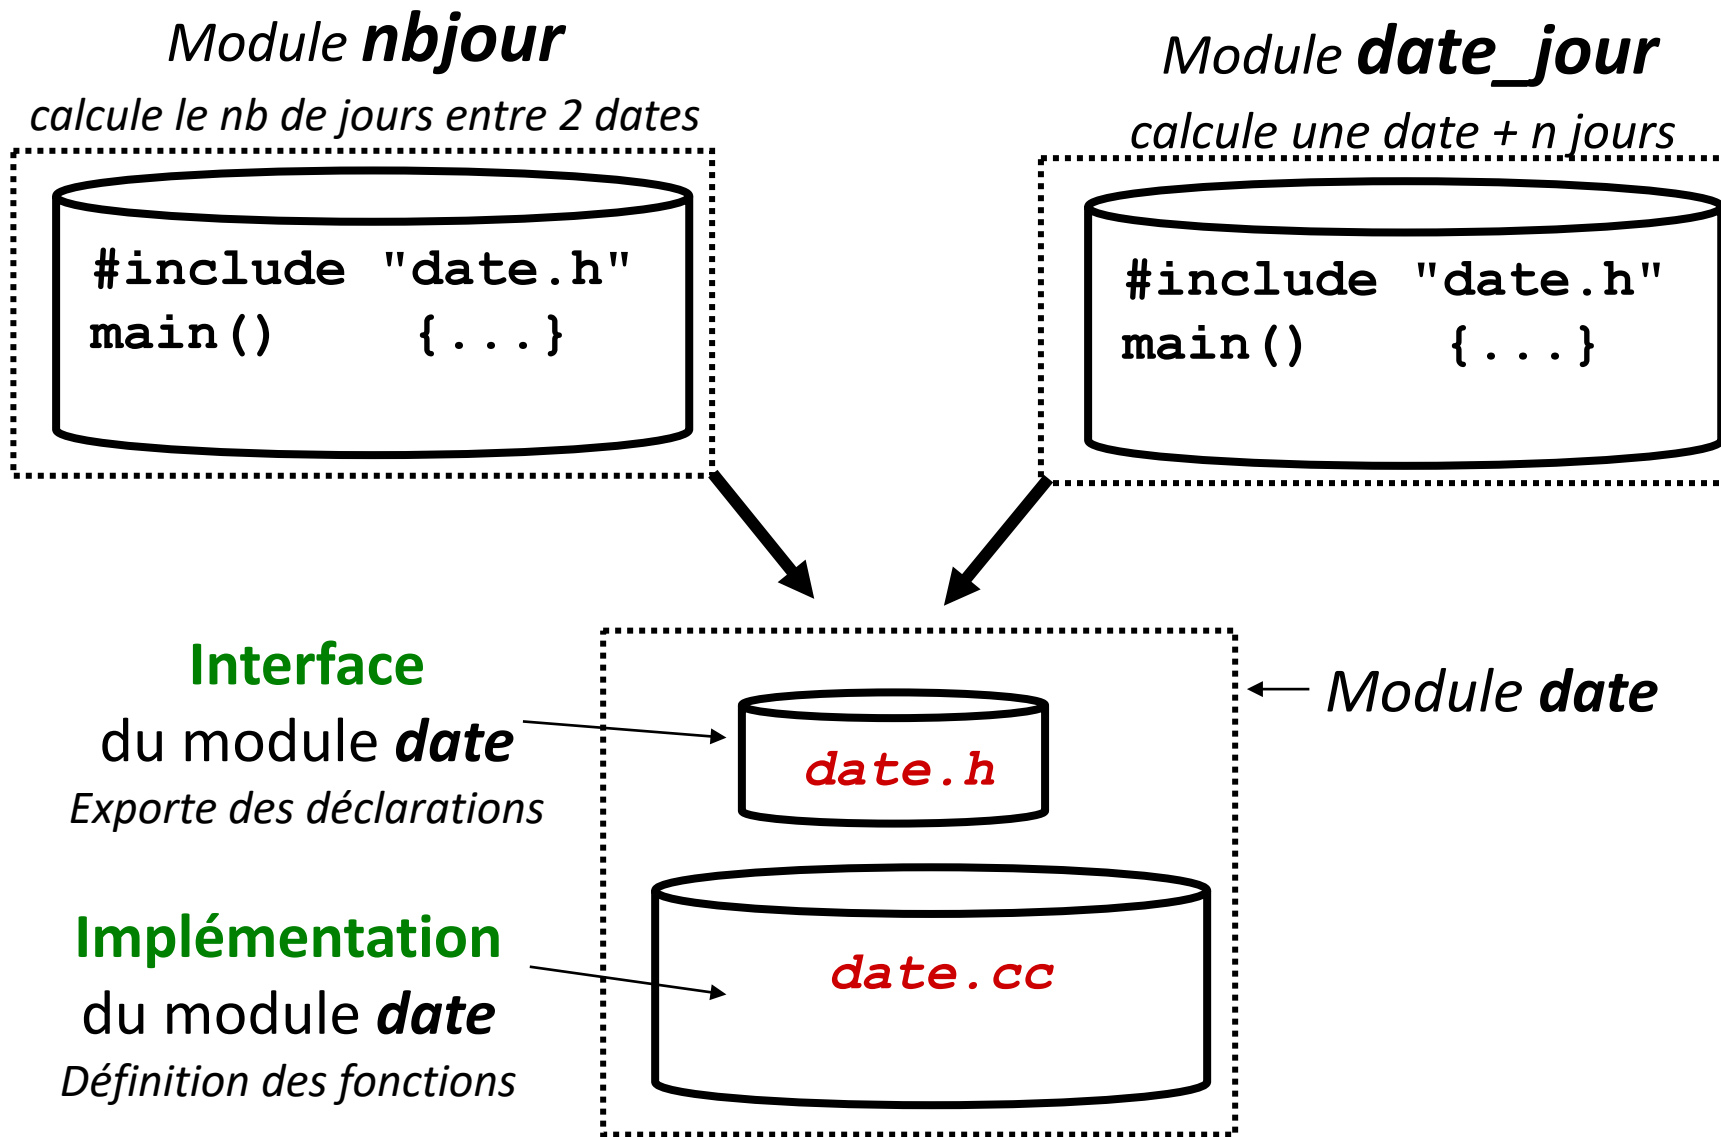 Module nbjour
calcule le nb de jours entre 2 dates
#include "date.h"
main() {...}
Module date_jour
calcule une date + n jours
#include "date.h"
main() {...}
Interface
du module date
Exporte des déclarations
date.h
Module date
Implémentation
du module date
Définition des fonctions
date.cc